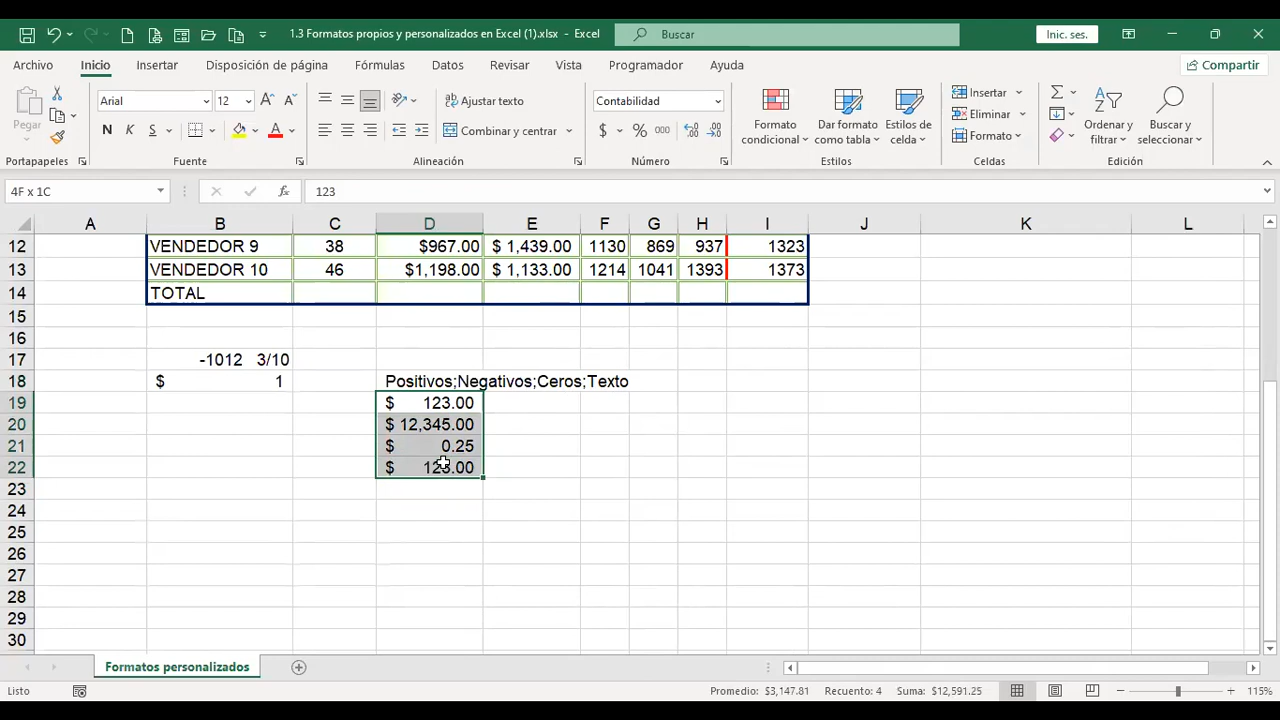 1.3 Formatos propios y personalizados en Excel (1).xlsx - Excel
Buscar
Inic. ses.
Archivo Inicio Insertar Disposición de página Fórmulas Datos Revisar Vista Programador Ayuda
Compartir
Pegar
Portapapeles
Arial 12
N K S
Fuente
Ajustar texto
Combinar y centrar
Alineación
Contabilidad
$ % 000
Número
Formato condicional
Dar formato como tabla
Estilos de celda
Estilos
Insertar
Eliminar
Formato
Celdas
Ordenar y filtrar
Buscar y seleccionar
Edición
4F x 1C
fx 123
A B C D E F G H I J K L
12 VENDEDOR 9 38 $967.00 $ 1,439.00 1130 869 937 1323
13 VENDEDOR 10 46 $1,198.00 $ 1,133.00 1214 1041 1393 1373
14 TOTAL
15
16
17 -1012 3/10
18 $ 1 Positivos;Negativos;Ceros;Texto
19 $ 123.00
20 $ 12,345.00
21 $ 0.25
22 $ 123.00
23
24
25
26
27
28
29
30
Formatos personalizados
Listo Promedio: $3,147.81 Recuento: 4 Suma: $12,591.25 115%